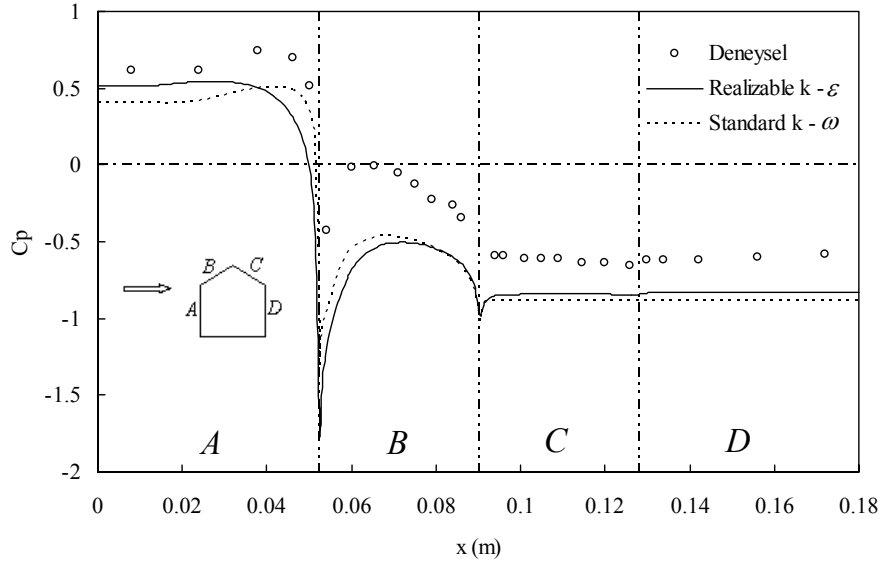 1
0.5
0
-0.5
-1
-1.5
-2
Cp
Deneysel
Realizable k - ε
Standard k - ω
B C
A D
A B C D
0 0.02 0.04 0.06 0.08 0.1 0.12 0.14 0.16 0.18
x (m)